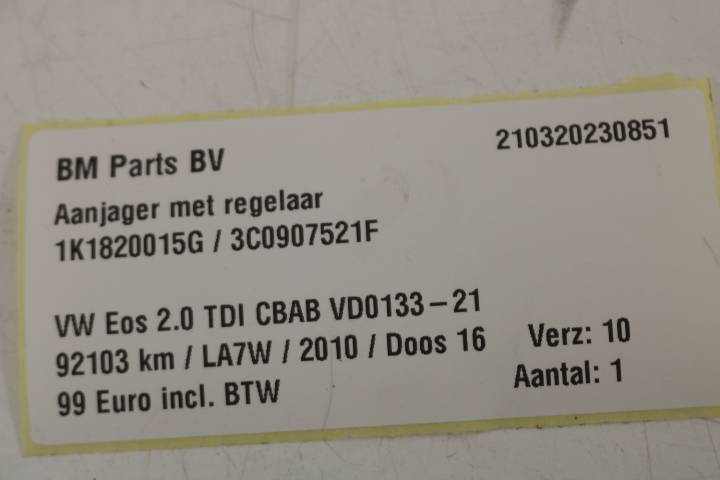 BM Parts BV 210320230851
Aanjager met regelaar
1K1820015G / 3C0907521F
VW Eos 2.0 TDI CBAB VD0133-21
92103 km / LA7W / 2010 / Doos 16 Verz: 10
99 Euro incl. BTW Aantal: 1